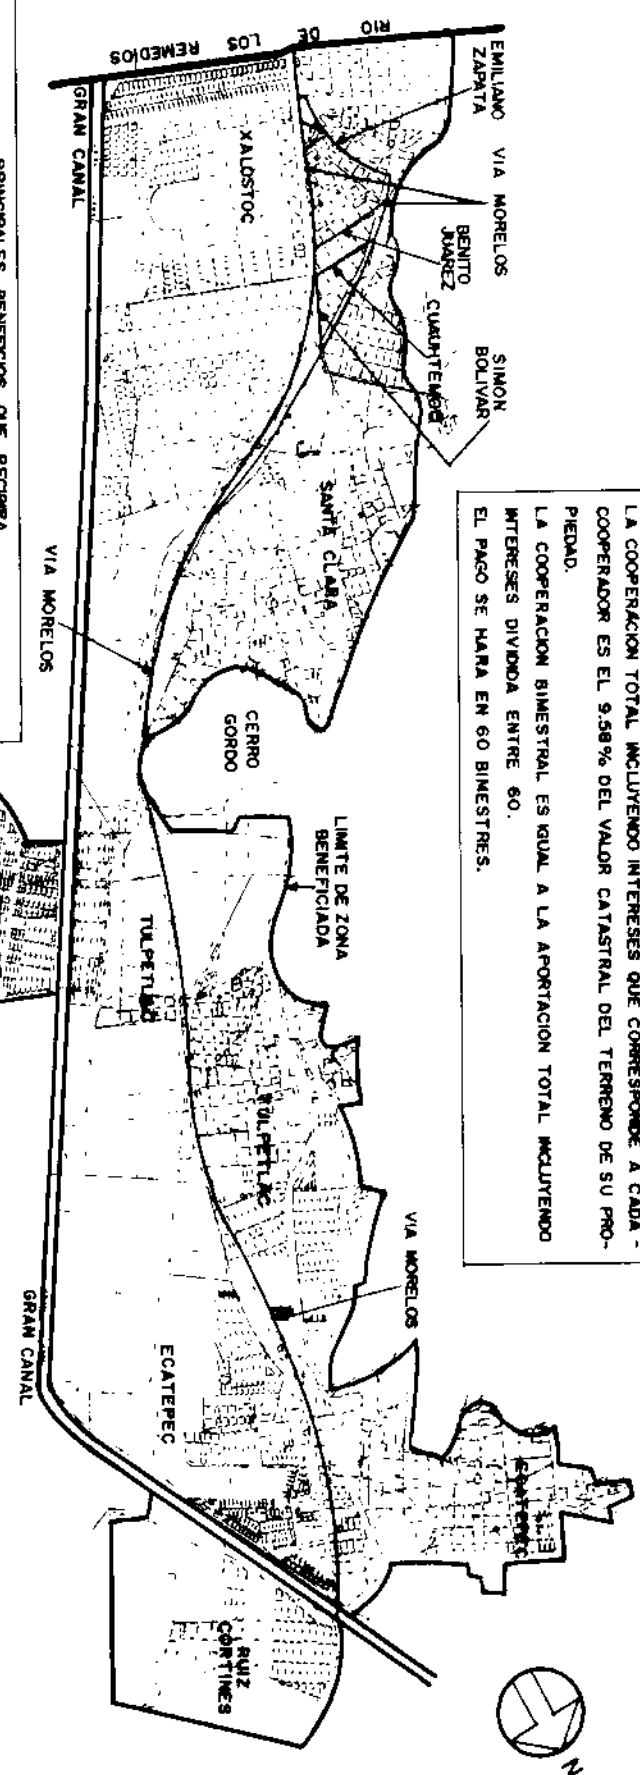 LA COOPERACION TOTAL INCLUYENDO INTERESES QUE CORRESPONDE A CADA -
COOPERADOR ES EL 9.58% DEL VALOR CATASTRAL DEL TERRENO DE SU PRO-
PIEDAD.
LA COOPERACION BIMESTRAL ES IGUAL A LA APORTACION TOTAL INCLUYENDO
INTERESES DIVIDIDA ENTRE 60.
EL PAGO SE HARA EN 60 BIMESTRES.
RIO DE LOS REMEDIOS
EMILIANO
ZAPATA
VIA MORELOS
BENITO
JUAREZ
CUAUHTEMOC
SIMON
BOLIVAR
XALOSTOC
GRAN CANAL
SANTA CLARA
VIA MORELOS
CERRO
GORDO
LIMITE DE ZONA
BENEFICIADA
TULPETLAC
TULPETLAC
VIA MORELOS
ECATEPEC
ECATEPEC
GRAN CANAL
RUIZ
CORTINES
N
PRINCIPALES BENEFICIOS QUE RECIBIRA